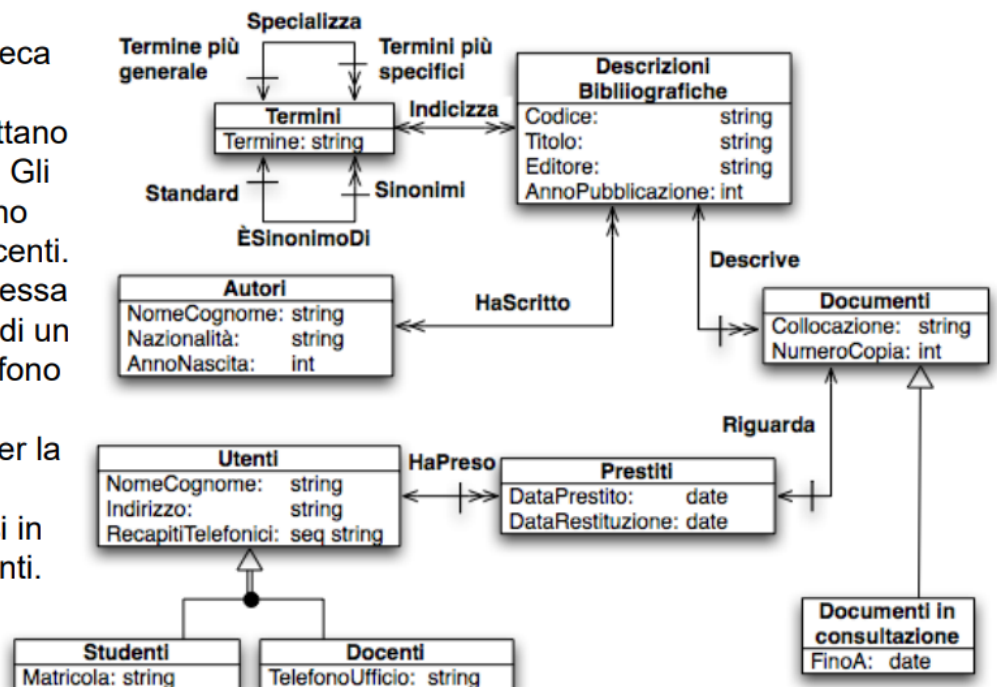 eca
ttano
Gli
no
centi.
essa
di un
fono
er la
i in
nti.
Specializza
Termine più
generale
Termini più
specifici
Termini
Termine: string
Indicizza
Standard
Sinonimi
ÈSinonimoDi
Descrizioni
Bibliiografiche
Codice: string
Titolo: string
Editore: string
AnnoPubblicazione: int
Descrive
HaScritto
Autori
NomeCognome: string
Nazionalità: string
AnnoNascita: int
Documenti
Collocazione: string
NumeroCopia: int
Riguarda
Utenti
NomeCognome: string
Indirizzo: string
RecapitiTelefonici: seq string
HaPreso
Prestiti
DataPrestito: date
DataRestituzione: date
Studenti
Matricola: string
Docenti
TelefonoUfficio: string
Documenti in
consultazione
FinoA: date